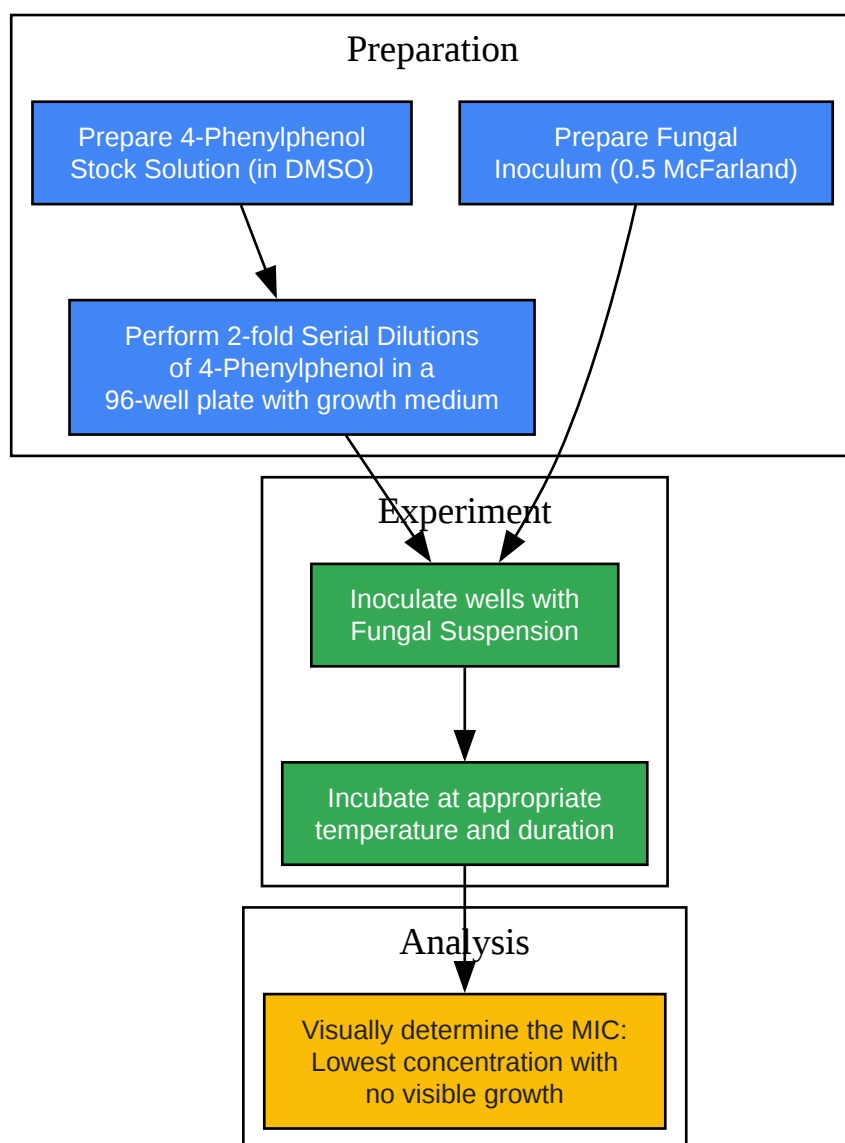 Preparation
Prepare 4-Phenylphenol
Stock Solution (in DMSO)
Prepare Fungal
Inoculum (0.5 McFarland)
Perform 2-fold Serial Dilutions
of 4-Phenylphenol in a
96-well plate with growth medium
Experiment
Inoculate wells with
Fungal Suspension
Incubate at appropriate
temperature and duration
Analysis
Visually determine the MIC:
Lowest concentration with
no visible growth